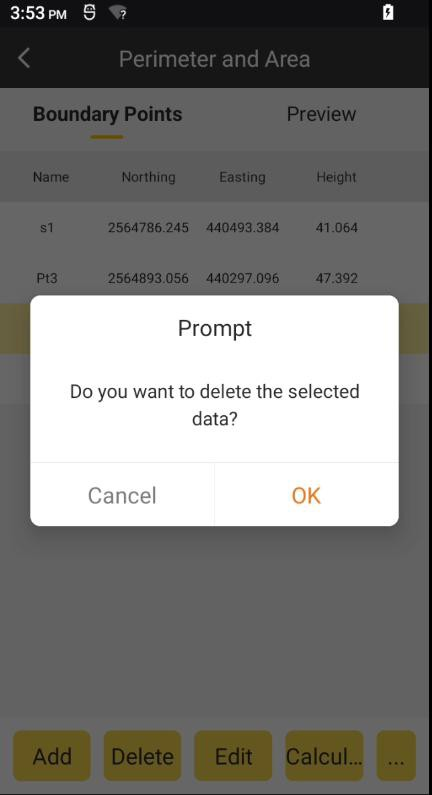 3:53 PM
Perimeter and Area
Boundary Points Preview
Name Northing Easting Height
s1 2564786.245 440493.384 41.064
Pt3 2564893.056 440297.096 47.392
Prompt
Do you want to delete the selected
data?
Cancel OK
Add Delete Edit Calcul... ...